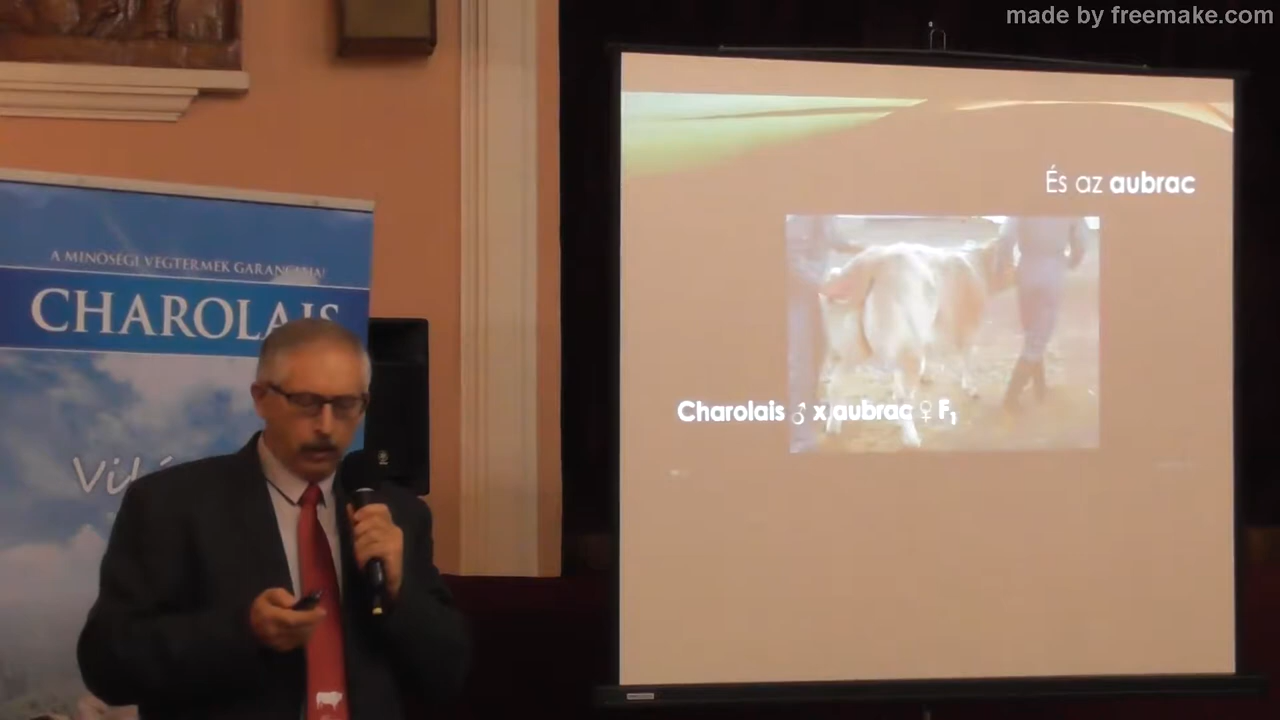 made by freemake.com
A MINŐSÉGI VÉGTERMÉK GARANCIÁJA!
CHAROLAIS
És az aubrac
Charolais ♂ x aubrac ♀ F₁